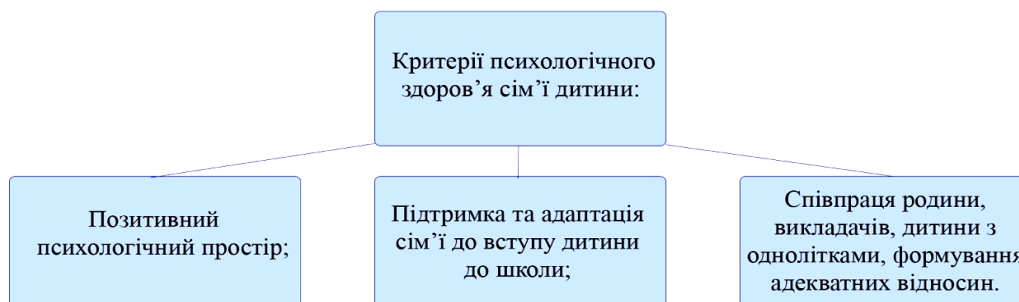 Критерії психологічного
здоров’я сім’ї дитини:
Позитивний
психологічний простір;
Підтримка та адаптація
сім’ї до вступу дитини
до школи;
Співпраця родини,
викладачів, дитини з
однолітками, формування
адекватних відносин.